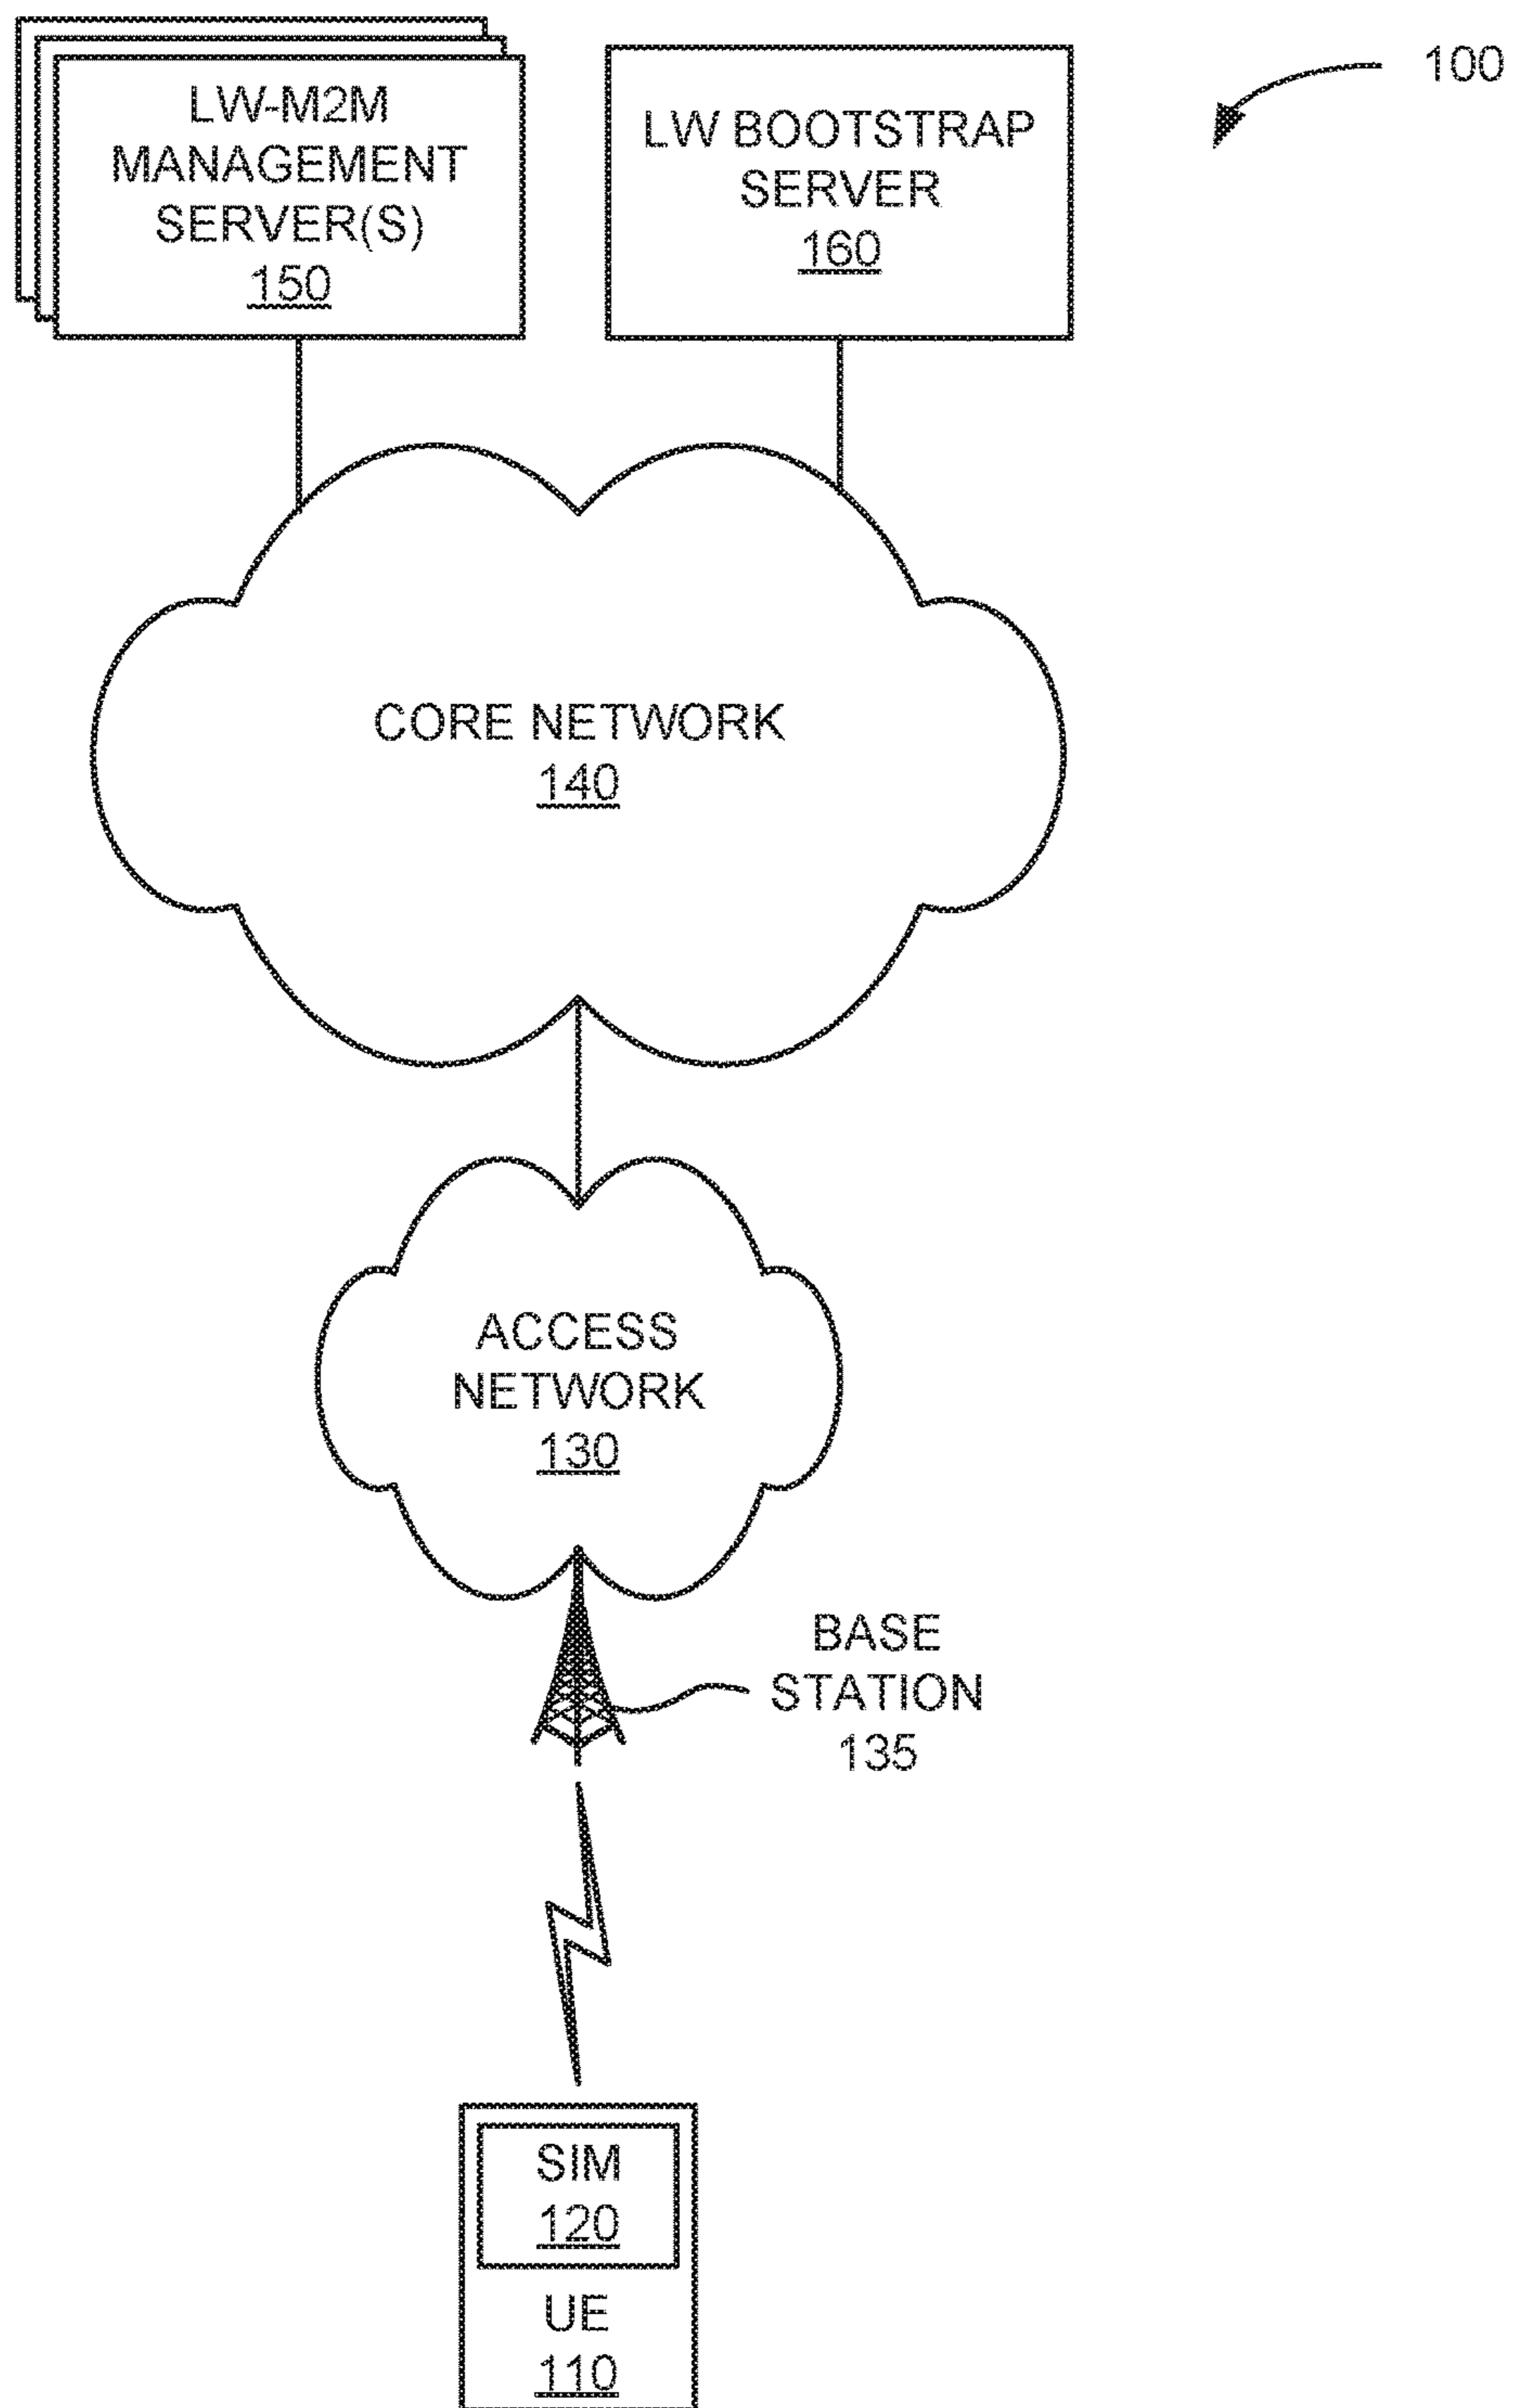 LW-M2M
MANAGEMENT
SERVER(S)
150
LW BOOTSTRAP
SERVER
160
100
CORE NETWORK
140
ACCESS
NETWORK
130
BASE
STATION
135
SIM
120
UE
110